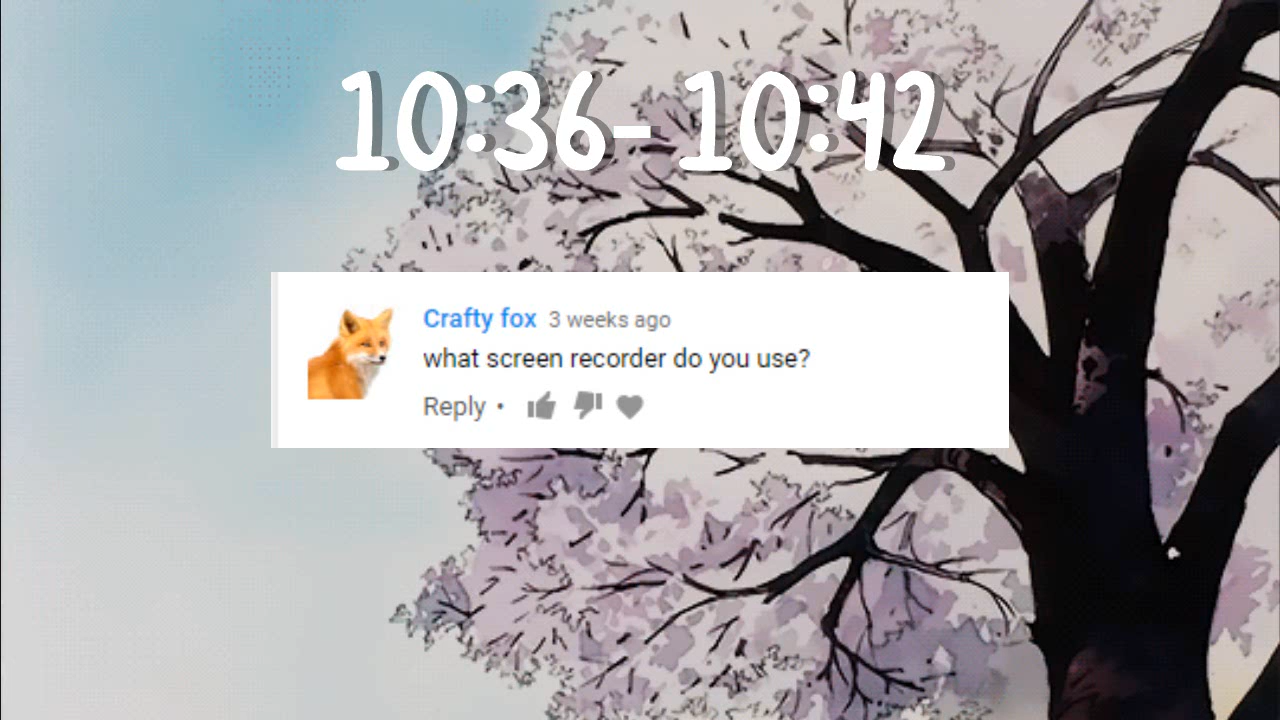 10:36- 10:42
Crafty fox 3 weeks ago
what screen recorder do you use?
Reply •